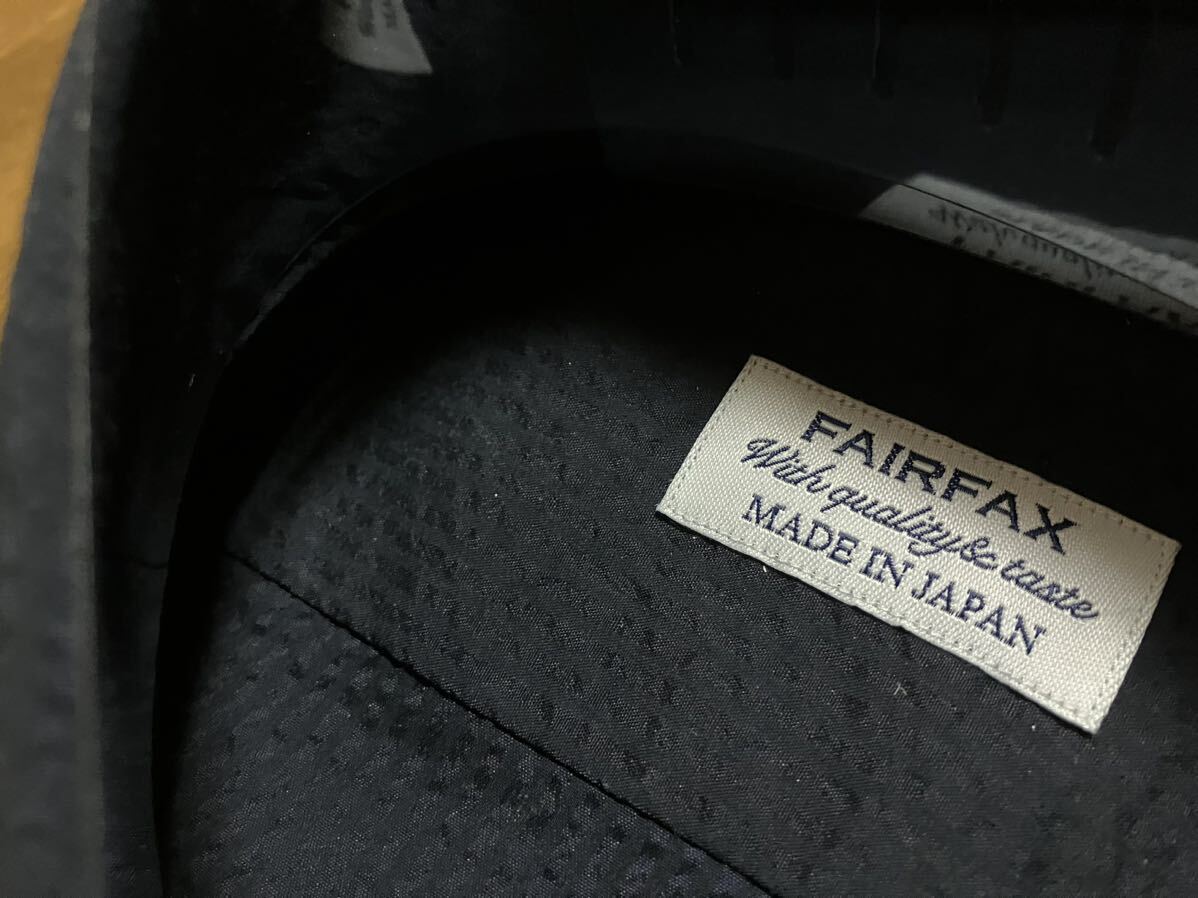 FAIRFAX
With quality & taste
MADE IN JAPAN